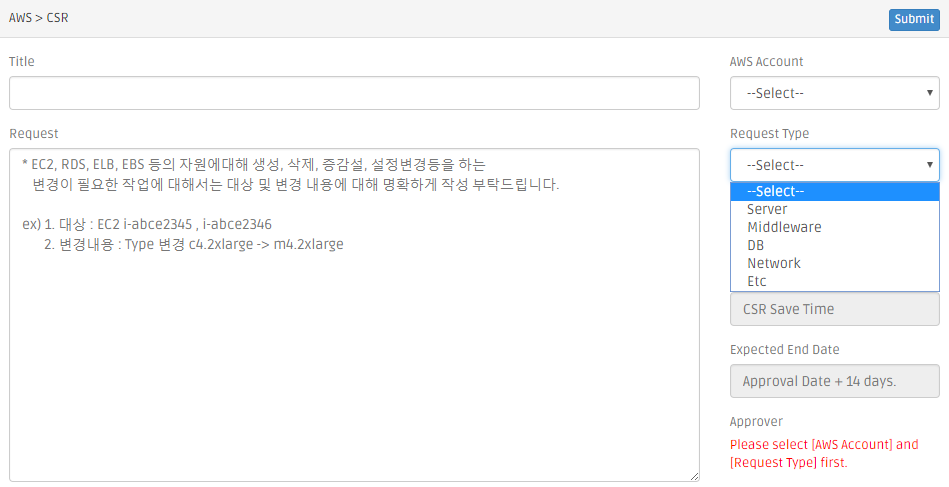 AWS > CSR
Submit
Title
Request
* EC2, RDS, ELB, EBS 등의 자원에대해 생성, 삭제, 증감설, 설정변경등을 하는
변경이 필요한 작업에 대해서는 대상 및 변경 내용에 대해 명확하게 작성 부탁드립니다.
ex) 1. 대상 : EC2 i-abce2345 , i-abce2346
2. 변경내용 : Type 변경 c4.2xlarge -> m4.2xlarge
AWS Account
--Select--
Request Type
--Select--
--Select--
Server
Middleware
DB
Network
Etc
CSR Save Time
Expected End Date
Approval Date + 14 days.
Approver
Please select [AWS Account] and
[Request Type] first.